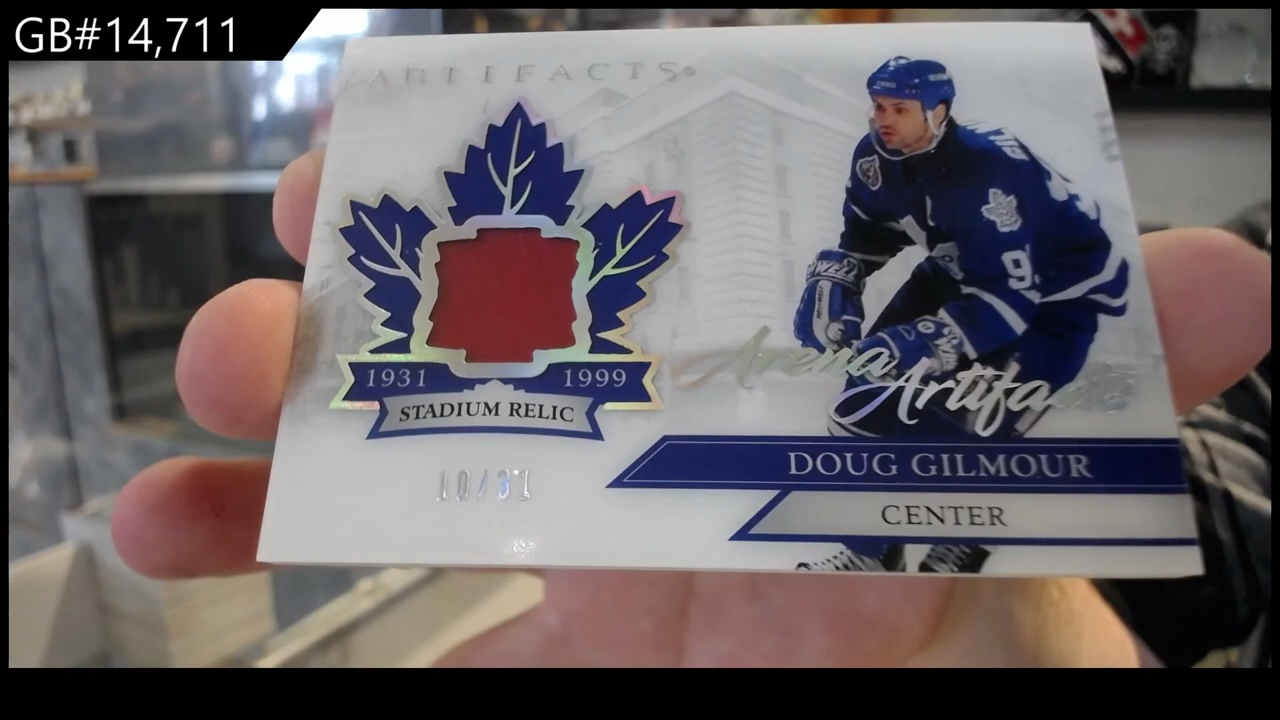 GB#14,711
ARTIFACTS
1931 1999
STADIUM RELIC
10/31
Arena
Artifacts
DOUG GILMOUR
CENTER